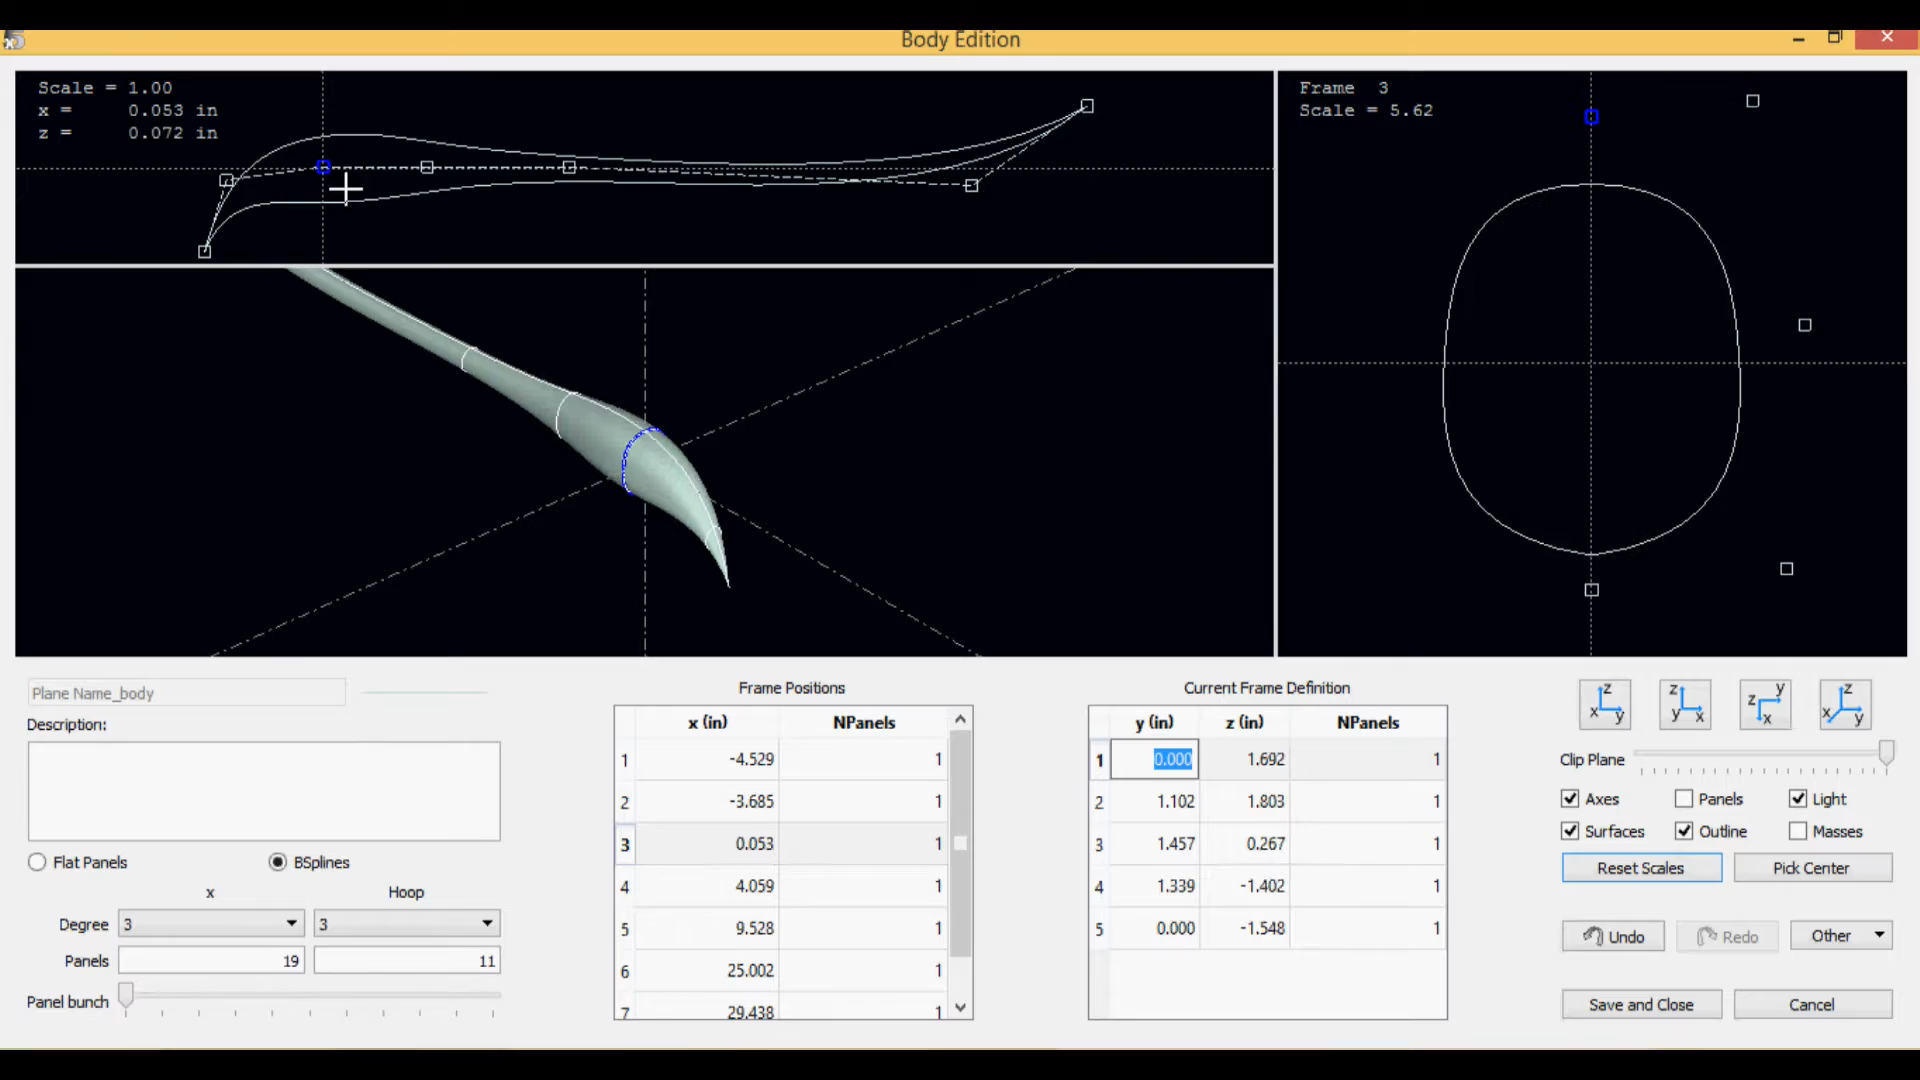 Body Edition
Scale = 1.00
x = 0.053 in
z = 0.072 in
Frame 3
Scale = 5.62
Plane Name_body
Description:
Flat Panels
BSplines
x
Hoop
Degree 3 3
Panels 19 11
Panel bunch
Frame Positions
x (in) NPanels
1 -4.529 1
2 -3.685 1
3 0.053 1
4 4.059 1
5 9.528 1
6 25.002 1
7 29.438 1
Current Frame Definition
y (in) z (in) NPanels
1 0.000 1.692 1
2 1.102 1.803 1
3 1.457 0.267 1
4 1.339 -1.402 1
5 0.000 -1.548 1
z x y
z y x
y z x
z x y
Clip Plane
Axes Panels Light
Surfaces Outline Masses
Reset Scales Pick Center
Undo Redo Other
Save and Close Cancel